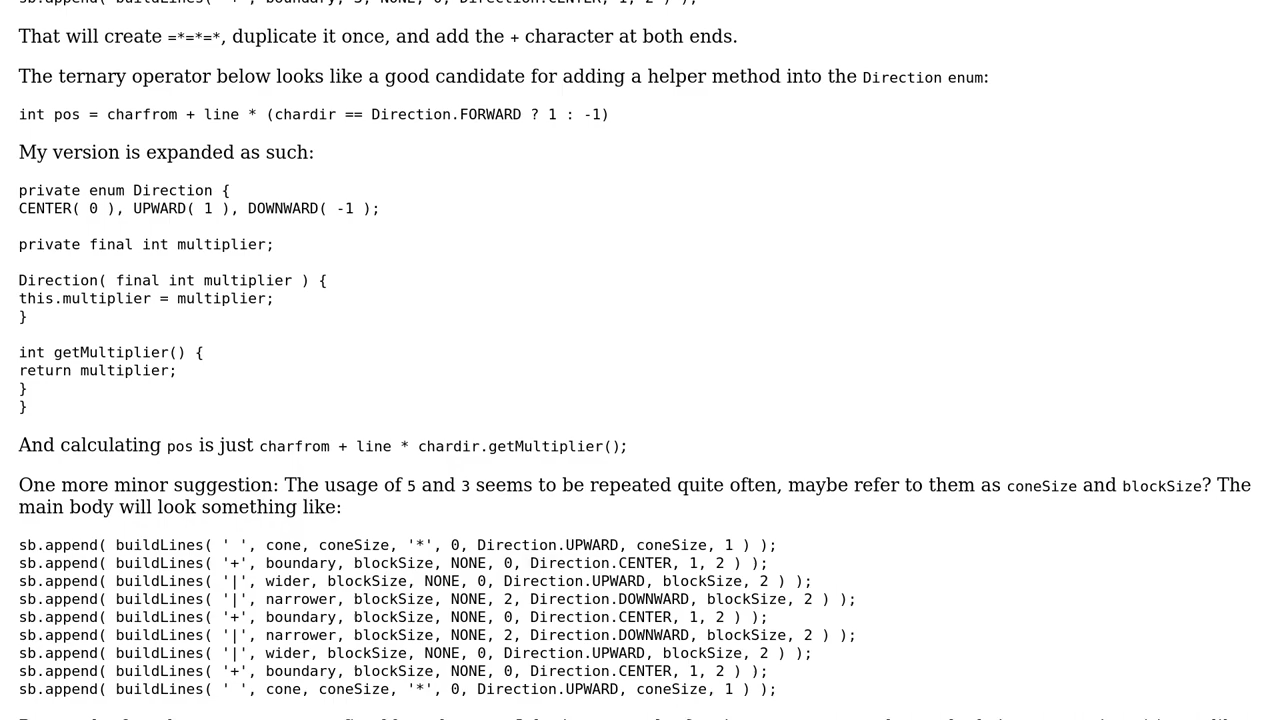 That will create =*=*=*, duplicate it once, and add the + character at both ends.
The ternary operator below looks like a good candidate for adding a helper method into the Direction enum:
int pos = charfrom + line * (chardir == Direction.FORWARD ? 1 : -1)
My version is expanded as such:
private enum Direction {
CENTER( 0 ), UPWARD( 1 ), DOWNWARD( -1 );
private final int multiplier;
Direction( final int multiplier ) {
this.multiplier = multiplier;
}
int getMultiplier() {
return multiplier;
}
}
And calculating pos is just charfrom + line * chardir.getMultiplier();
One more minor suggestion: The usage of 5 and 3 seems to be repeated quite often, maybe refer to them as coneSize and blockSize? The
main body will look something like:
sb.append( buildLines( ' ', cone, coneSize, '*', 0, Direction.UPWARD, coneSize, 1 ) );
sb.append( buildLines( '+', boundary, blockSize, NONE, 0, Direction.CENTER, 1, 2 ) );
sb.append( buildLines( '|', wider, blockSize, NONE, 0, Direction.UPWARD, blockSize, 2 ) );
sb.append( buildLines( '|', narrower, blockSize, NONE, 2, Direction.DOWNWARD, blockSize, 2 ) );
sb.append( buildLines( '+', boundary, blockSize, NONE, 0, Direction.CENTER, 1, 2 ) );
sb.append( buildLines( '|', narrower, blockSize, NONE, 2, Direction.DOWNWARD, blockSize, 2 ) );
sb.append( buildLines( '|', wider, blockSize, NONE, 0, Direction.UPWARD, blockSize, 2 ) );
sb.append( buildLines( '+', boundary, blockSize, NONE, 0, Direction.CENTER, 1, 2 ) );
sb.append( buildLines( ' ', cone, coneSize, '*', 0, Direction.UPWARD, coneSize, 1 ) );